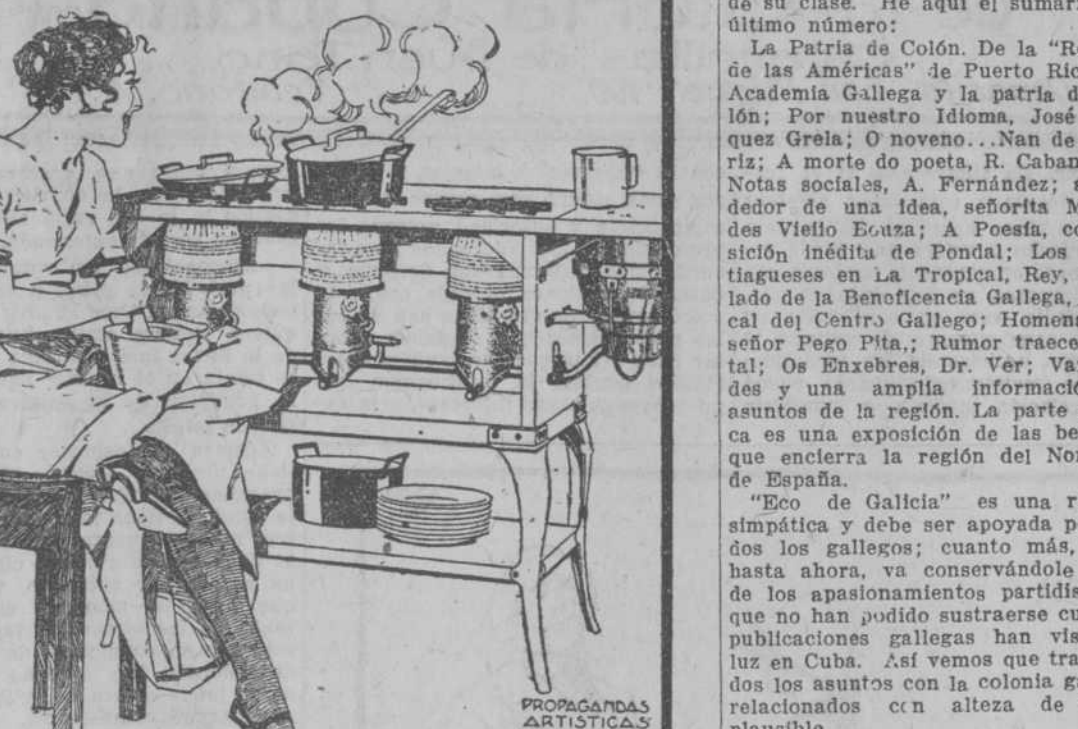 PROPAGANDAS
ARTISTICAS
de su clase. He aquí el sumar
último número:
La Patria de Colón. De la "R
de las Américas" de Puerto Ric
Academia Gallega y la patria d
lón; Por nuestro Idioma, José
quez Grela; O noveno...Nan de
riz; A morte do poeta, R. Caban
Notas sociales, A. Fernández; a
dedor de una idea, señorita M
des Vieito Bouza; A Poesía, co
sición inédita de Pondal; Los
tiagueses en La Tropical, Rey,
lado de la Beneficencia Gallega,
cal del Centro Gallego; Homena
señor Pego Pita,; Rumor traece
tal; Os Enxebres, Dr. Ver; Va
des y una amplia informació
asuntos de la región. La parte
ca es una exposición de las be
que encierra la región del No
de España.
"Eco de Galicia" es una r
simpática y debe ser apoyada p
dos los gallegos; cuanto más,
hasta ahora, va conservándole
de los apasionamientos partidis
que no han podido sustraerse cu
publicaciones gallegas han vis
luz en Cuba. Así vemos que tra
dos los asuntos con la colonia g
relacionados con alteza de
plausible